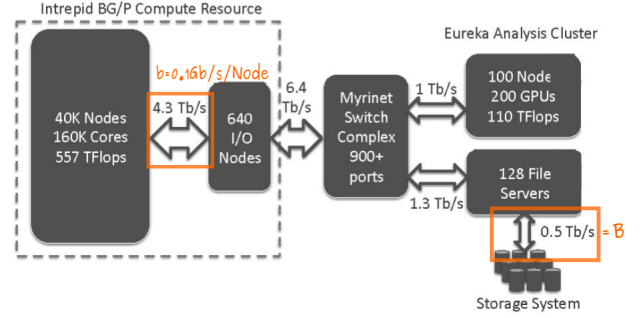 Intrepid BG/P Compute Resource
Eureka Analysis Cluster
b=0.1Gb/s/Node
40K Nodes
160K Cores
557 TFlops
4.3 Tb/s
640
I/O
Nodes
6.4
Tb/s
Myrinet
Switch
Complex
900+
ports
1 Tb/s
100 Node
200 GPUs
110 TFlops
1.3 Tb/s
128 File
Servers
0.5 Tb/s
= B
Storage System